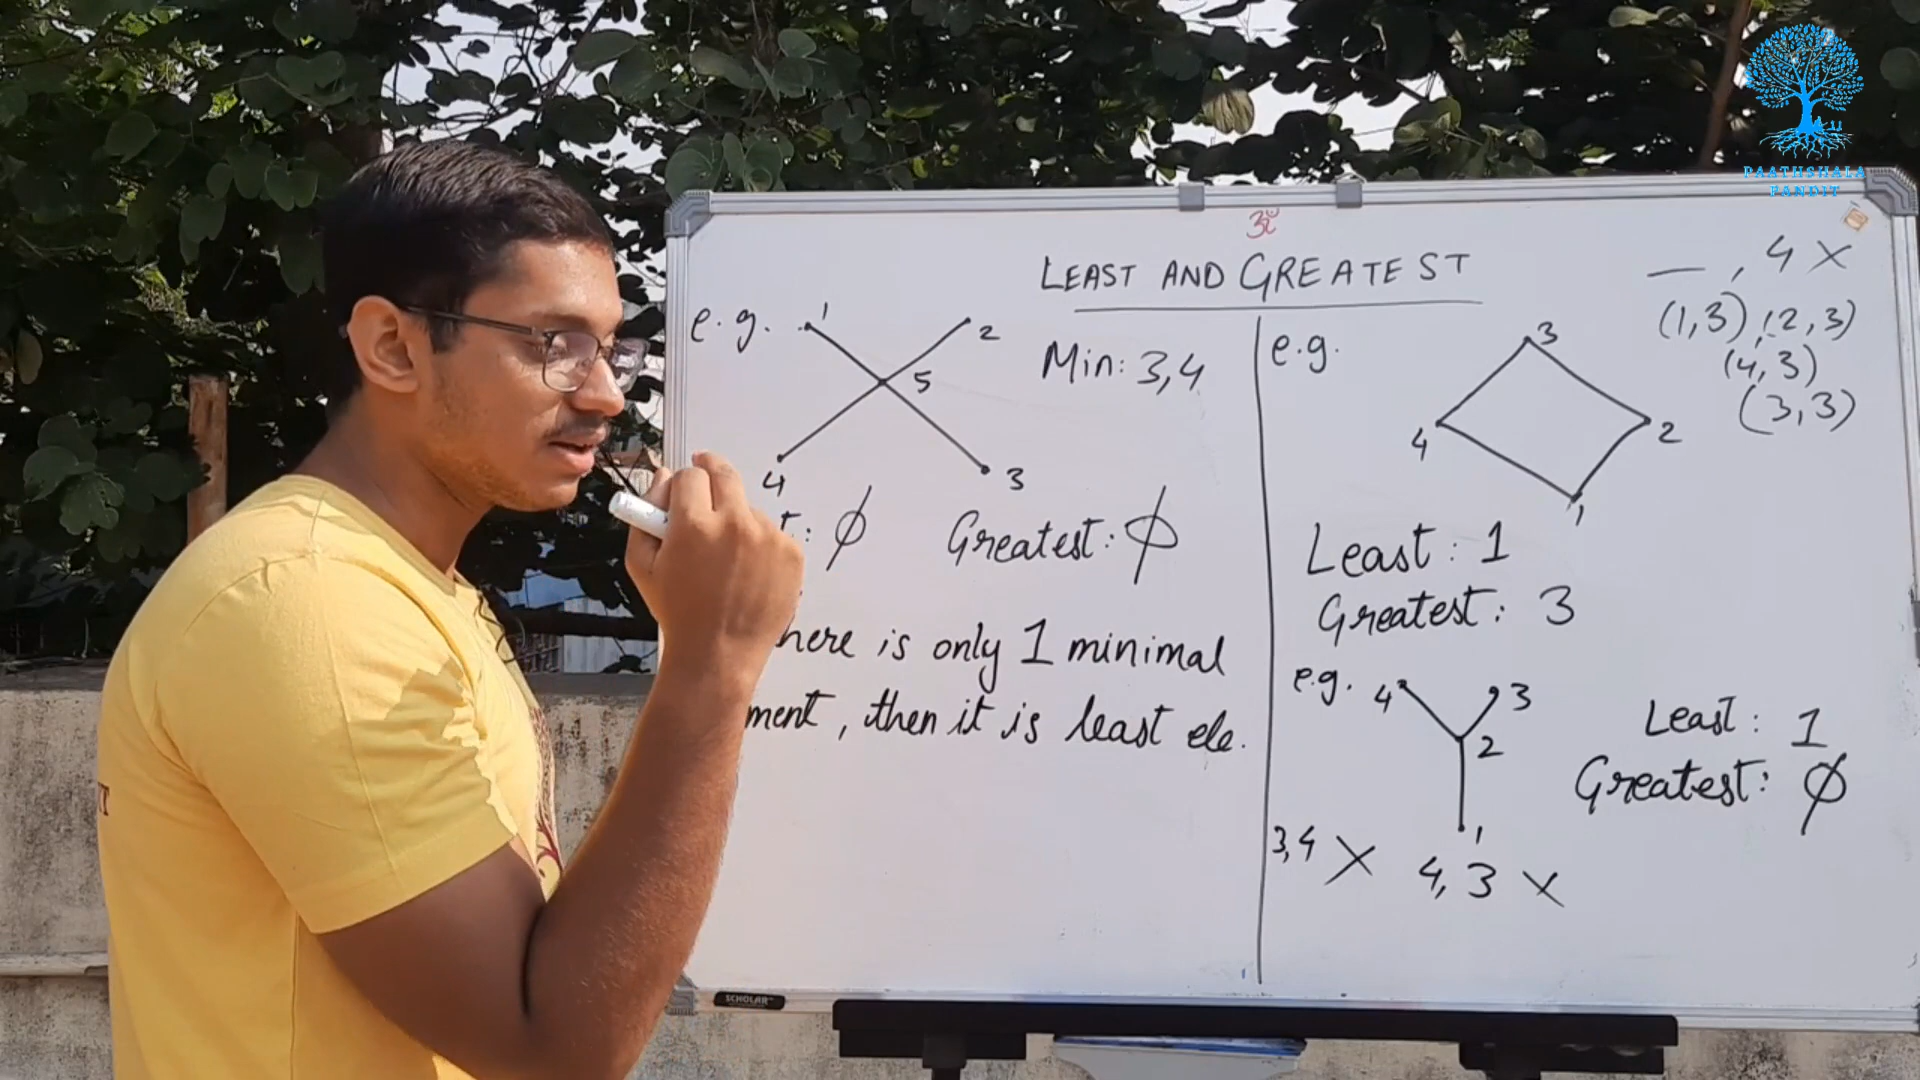 PAATHSHALA
PANDIT
ॐ
LEAST AND GREATEST
e.g.
1
2
5
4
3
Min: 3,4
: ϕ
Greatest: ϕ
here is only 1 minimal
ment, then it is least ele.
e.g.
3
4
2
1
—, 4 X
(1,3), (2,3)
(4,3)
(3,3)
Least: 1
Greatest: 3
e.g.
4
3
2
1
Least: 1
Greatest: ϕ
3,4 X 4,3 X
SCHOLAR